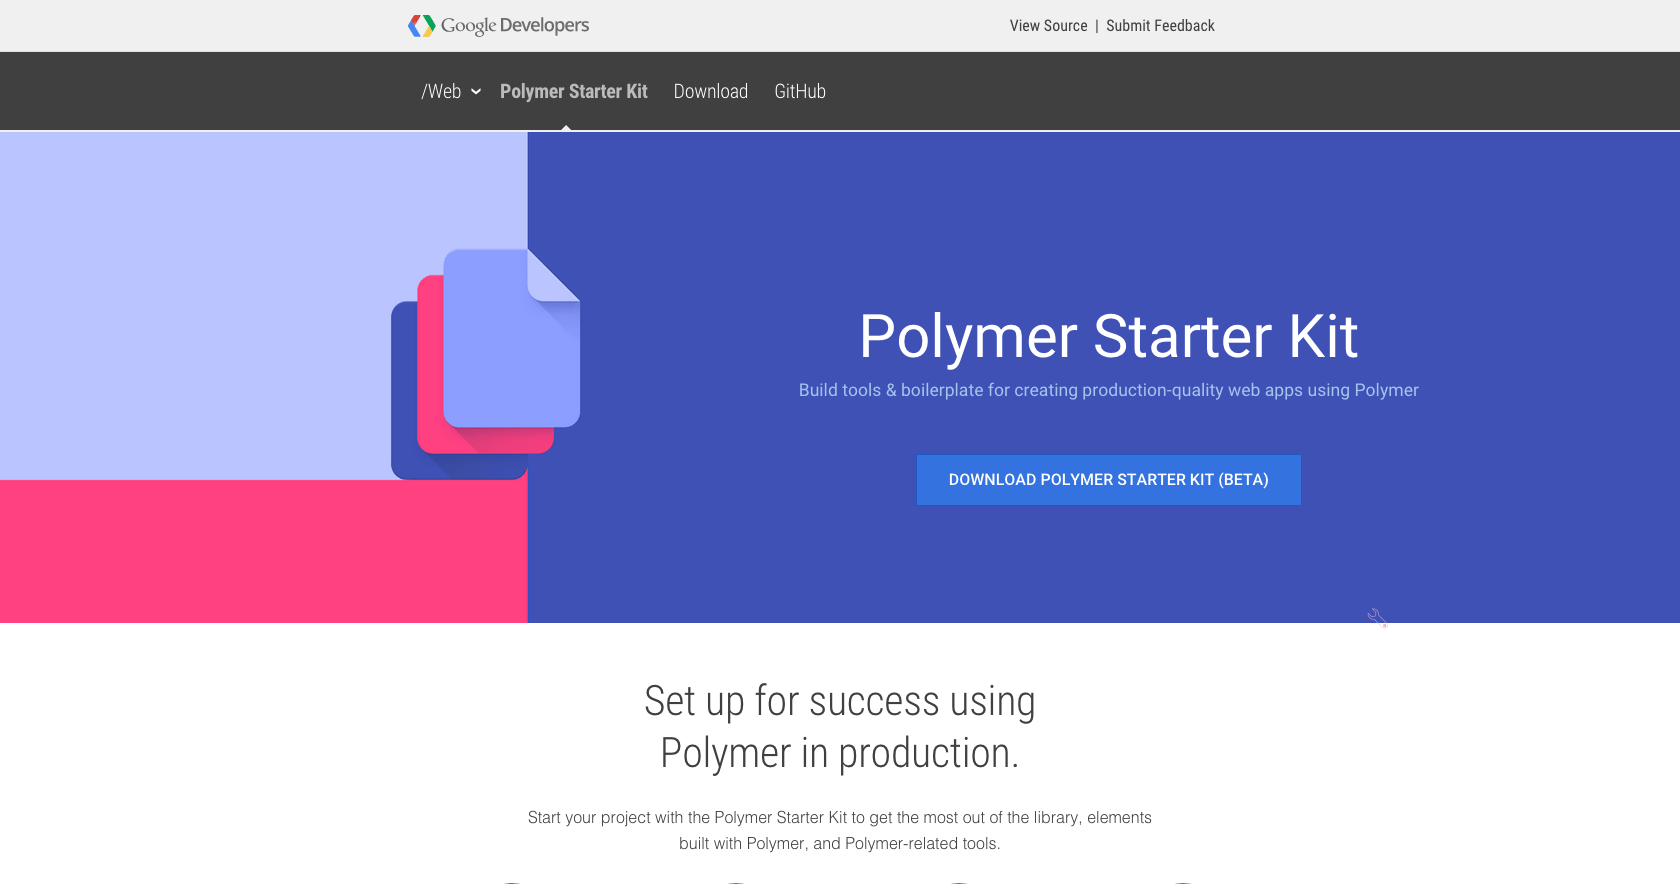 Google Developers
View Source | Submit Feedback
/Web Polymer Starter Kit Download GitHub
Polymer Starter Kit
Build tools & boilerplate for creating production-quality web apps using Polymer
DOWNLOAD POLYMER STARTER KIT (BETA)
Set up for success using
Polymer in production.
Start your project with the Polymer Starter Kit to get the most out of the library, elements
built with Polymer, and Polymer-related tools.